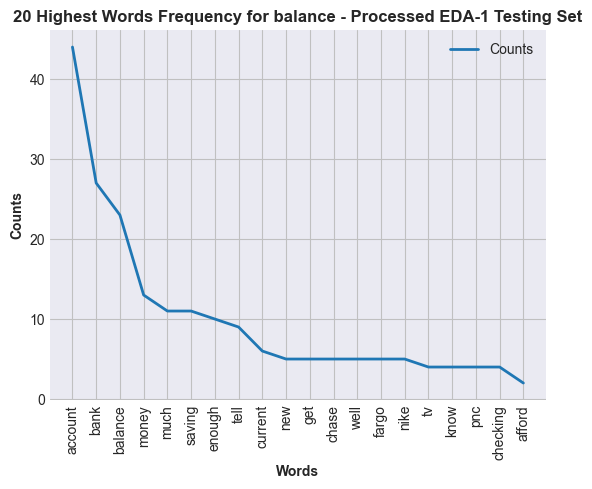 20 Highest Words Frequency for balance - Processed EDA-1 Testing Set
Counts
40
30
20
10
0
Counts
account
bank
balance
money
much
saving
enough
tell
current
new
get
chase
well
fargo
nike
tv
know
pnc
checking
afford
Words